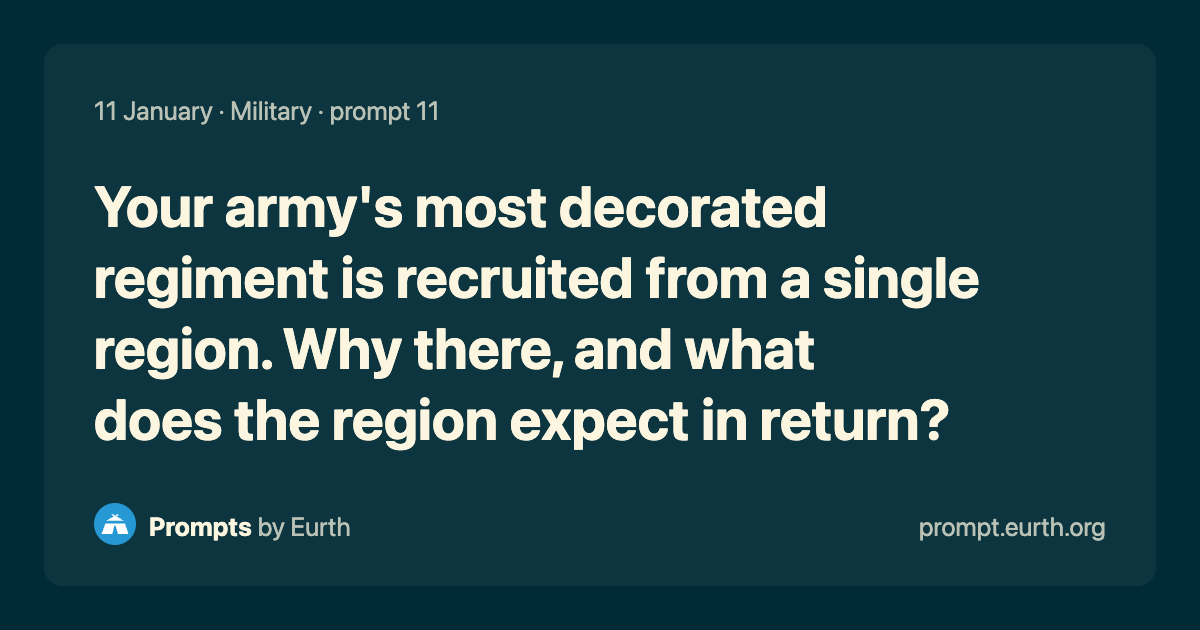 11 January · Military · prompt 11
Your army's most decorated
regiment is recruited from a single
region. Why there, and what
does the region expect in return?
Prompts by Eurth
prompt.eurth.org